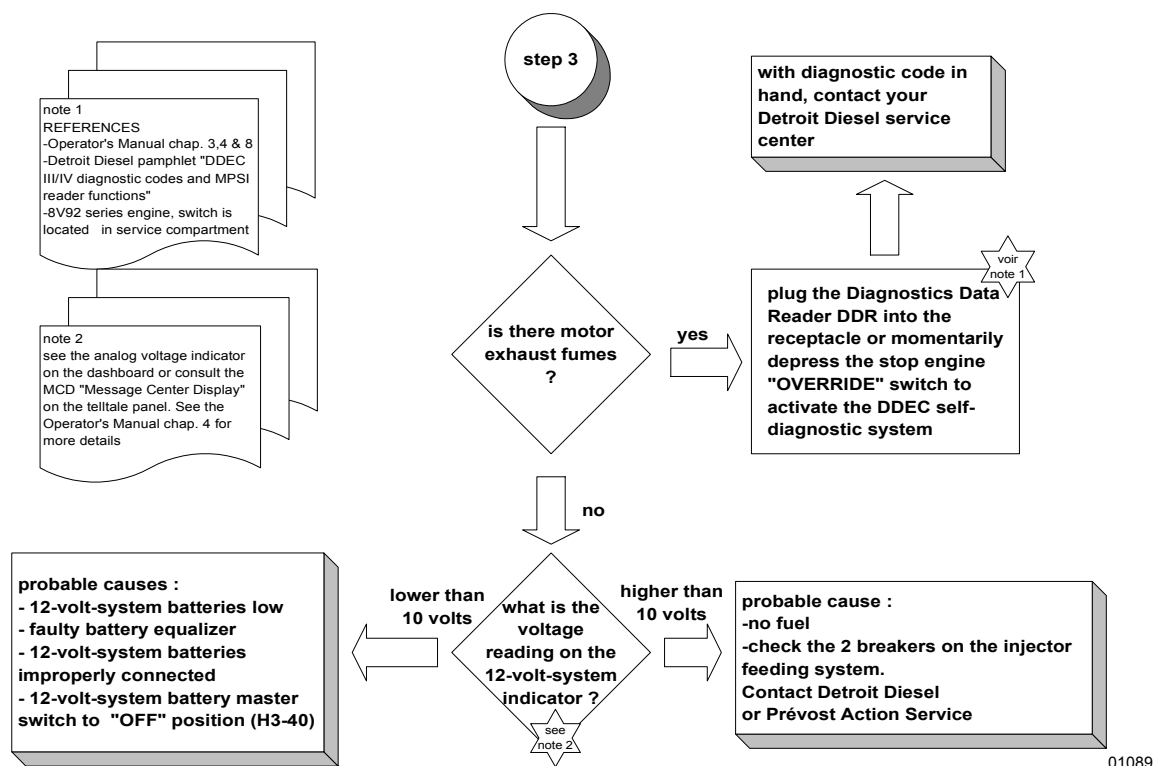 step 3
with diagnostic code in
hand, contact your
Detroit Diesel service
center
note 1
REFERENCES
-Operator's Manual chap. 3,4 & 8
-Detroit Diesel pamphlet "DDEC
III/IV diagnostic codes and MPSI
reader functions"
-8V92 series engine, switch is
located in service compartment
voir
note 1
is there motor
exhaust fumes
?
yes
plug the Diagnostics Data
Reader DDR into the
receptacle or momentarily
depress the stop engine
"OVERRIDE" switch to
activate the DDEC self-
diagnostic system
note 2
see the analog voltage indicator
on the dashboard or consult the
MCD "Message Center Display"
on the telltale panel. See the
Operator's Manual chap. 4 for
more details
no
probable causes :
- 12-volt-system batteries low
- faulty battery equalizer
- 12-volt-system batteries
improperly connected
- 12-volt-system battery master
switch to "OFF" position (H3-40)
lower than
10 volts
what is the
voltage
reading on the
12-volt-system
indicator ?
see
note 2
higher than
10 volts
probable cause :
-no fuel
-check the 2 breakers on the injector
feeding system.
Contact Detroit Diesel
or Prévost Action Service
01089